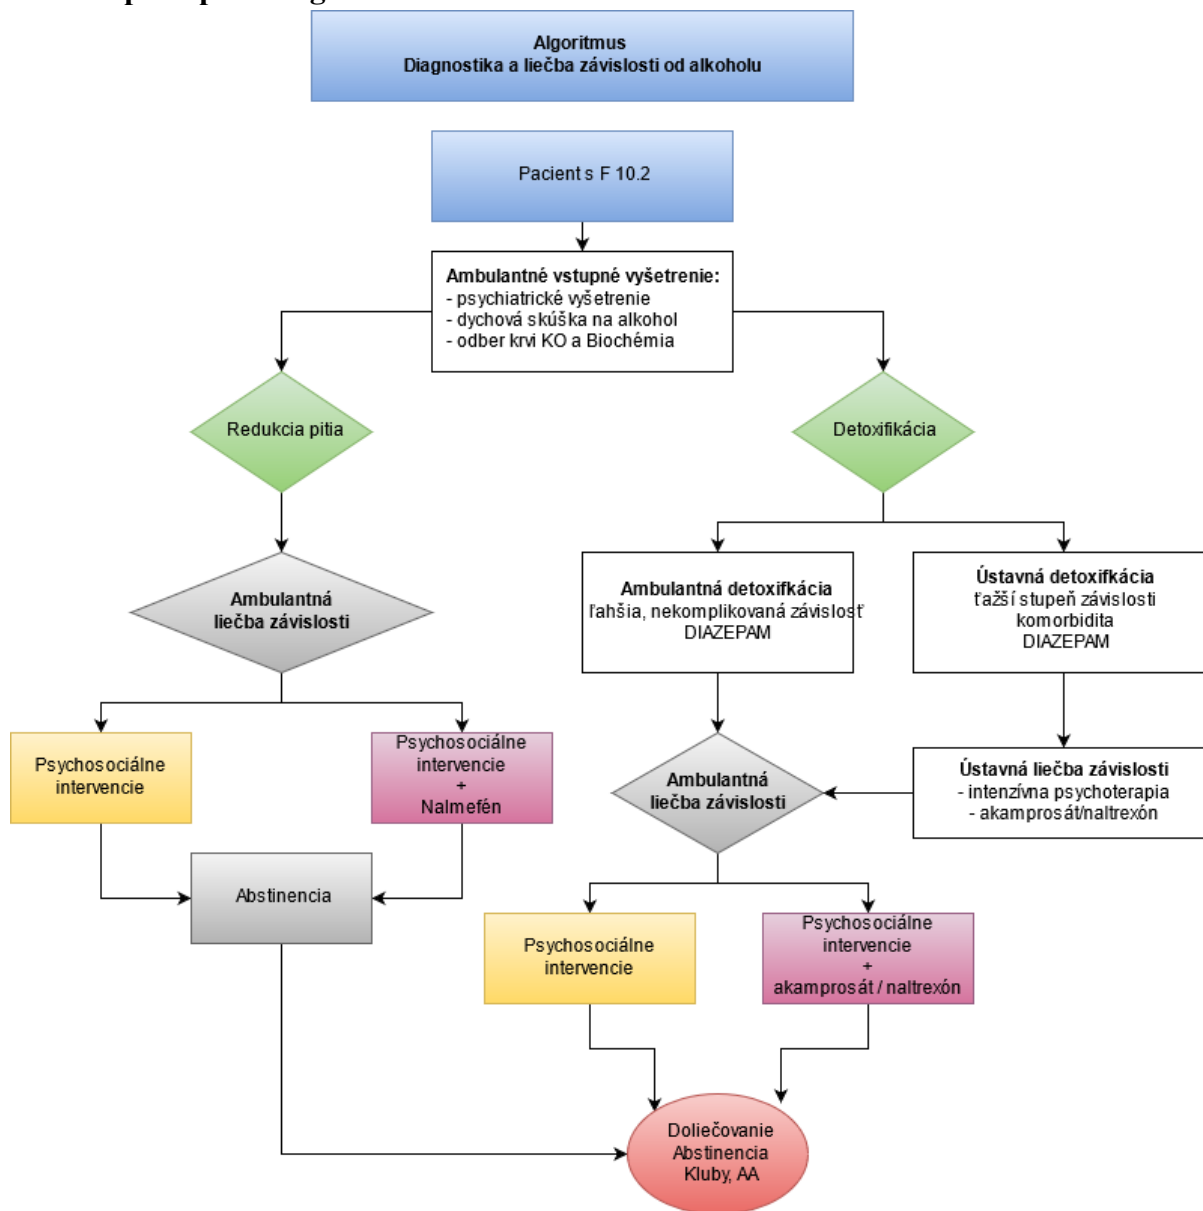 Algoritmus
Diagnostika a liečba závislosti od alkoholu
Pacient s F 10.2
Ambulantné vstupné vyšetrenie:
- psychiatrické vyšetrenie
- dychová skúška na alkohol
- odber krvi KO a Biochémia
Redukcia pitia
Detoxifikácia
Ambulantná
liečba závislosti
Ambulantná detoxifkácia
ľahšia, nekomplikovaná závislosť
DIAZEPAM
Ústavná detoxifkácia
ťažší stupeň závislosti
komorbidita
DIAZEPAM
Psychosociálne
intervencie
Psychosociálne
intervencie
+
Nalmefén
Ambulantná
liečba závislosti
Ústavná liečba závislosti
- intenzívna psychoterapia
- akamprosát/naltrexón
Abstinencia
Psychosociálne
intervencie
Psychosociálne
intervencie
+
akamprosát / naltrexón
Doliečovanie
Abstinencia
Kluby, AA